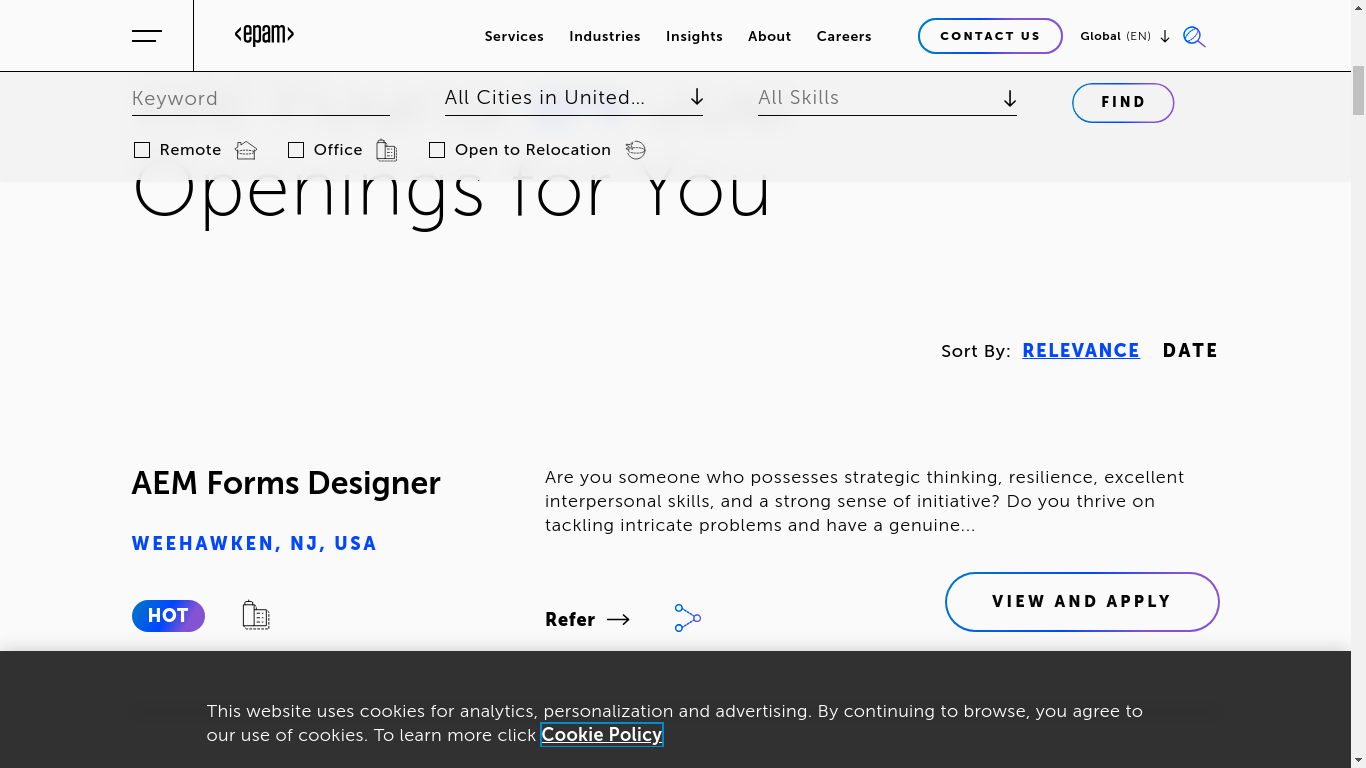 <epam>
Services Industries Insights About Careers
CONTACT US
Global (EN)
Keyword
All Cities in United...
All Skills
FIND
Remote
Office
Open to Relocation
Openings for You
Sort By: RELEVANCE DATE
AEM Forms Designer
WEEHAWKEN, NJ, USA
HOT
Are you someone who possesses strategic thinking, resilience, excellent
interpersonal skills, and a strong sense of initiative? Do you thrive on
tackling intricate problems and have a genuine...
Refer
VIEW AND APPLY
This website uses cookies for analytics, personalization and advertising. By continuing to browse, you agree to
our use of cookies. To learn more click Cookie Policy